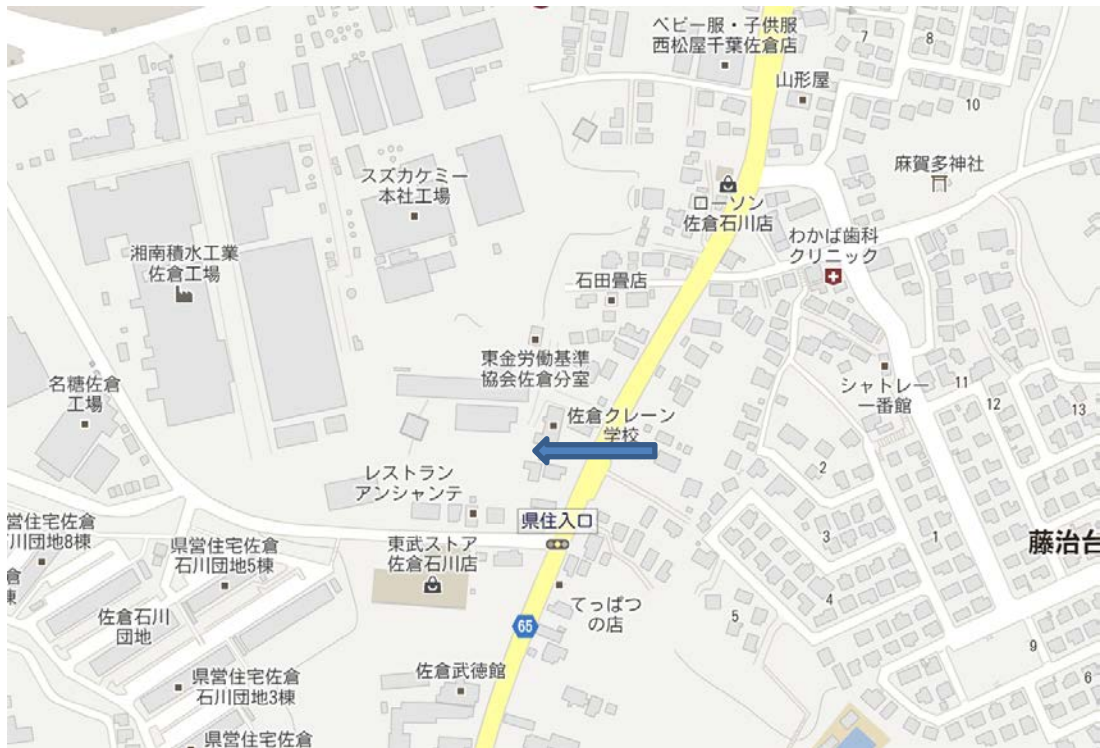 ベビー服・子供服
西松屋千葉佐倉店
7
8
山形屋
10
スズカケミー
本社工場
麻賀多神社
ローソン
佐倉石川店
わかば歯科
クリニック
湘南積水工業
佐倉工場
石田畳店
東金労働基準
協会佐倉分室
名糖佐倉
工場
シャトレー
一番館
11
12
13
佐倉クレーン
学校
2
レストラン
アンシャンテ
県住入口
営住宅佐倉
川団地8棟
県営住宅佐倉
石川団地5棟
東武ストア
佐倉石川店
3
1
藤治台
倉
棟
佐倉石川
団地
てっぱつ
の店
4
5
65
9
6
県営住宅佐倉
石川団地3棟
佐倉武徳館
県営住宅佐倉